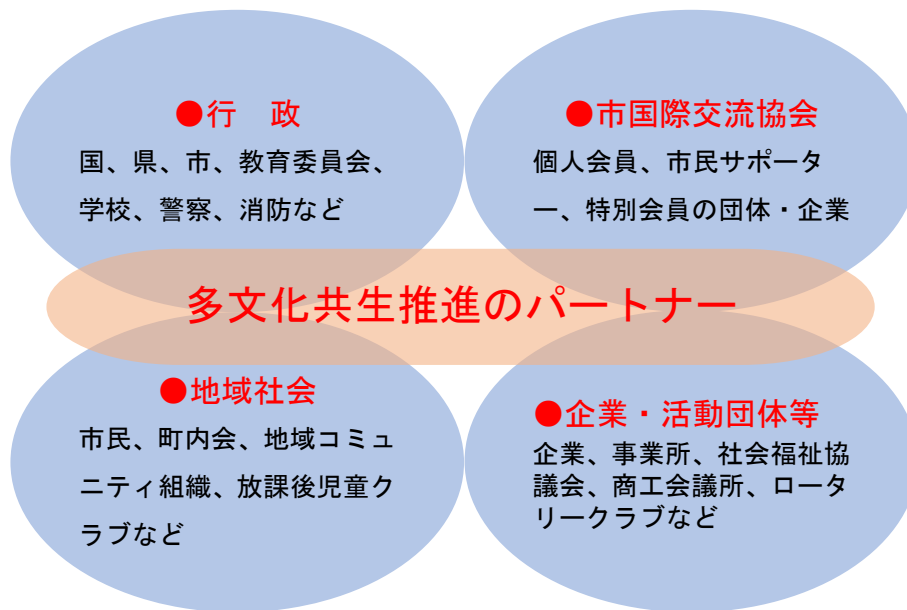 ●行　政
国、県、市、教育委員会、
学校、警察、消防など
●市国際交流協会
個人会員、市民サポータ
ー、特別会員の団体・企業
多文化共生推進のパートナー
●地域社会
市民、町内会、地域コミュ
ニティ組織、放課後児童ク
ラブなど
●企業・活動団体等
企業、事業所、社会福祉協
議会、商工会議所、ロータ
リークラブなど